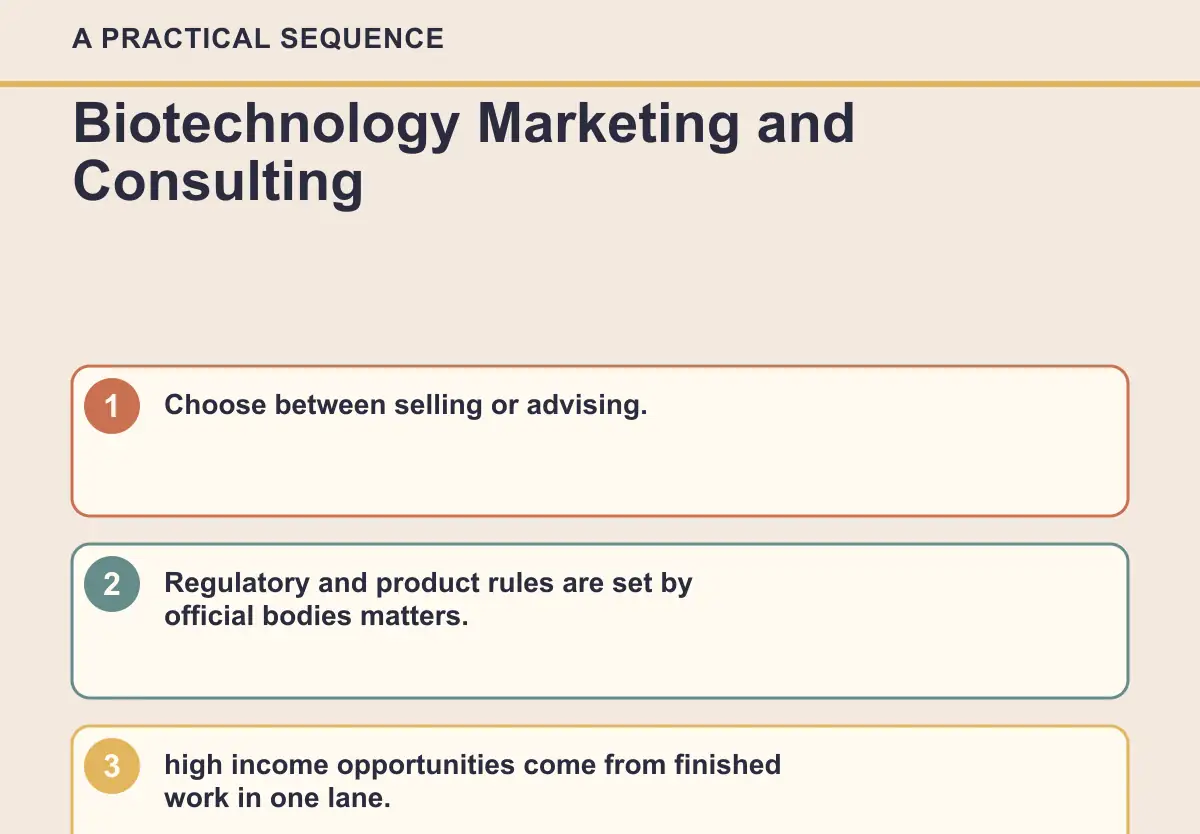 A PRACTICAL SEQUENCE
Biotechnology Marketing and
Consulting
1
Choose between selling or advising.
2
Regulatory and product rules are set by
official bodies matters.
3
high income opportunities come from finished
work in one lane.